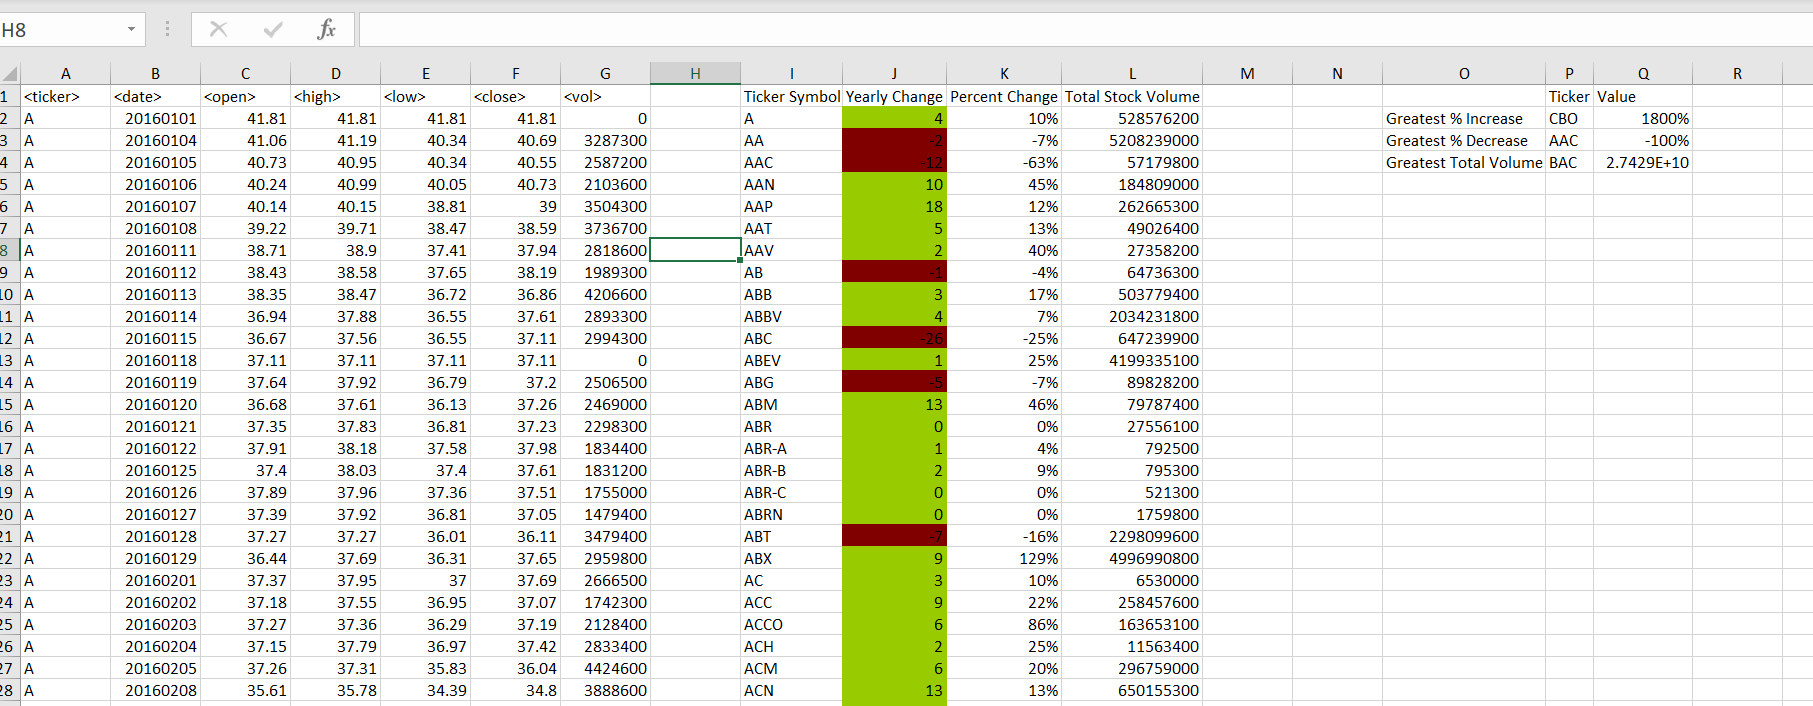 H8 fx
A B C D E F G H I J K L M N O P Q R
1 <ticker> <date> <open> <high> <low> <close> <vol> Ticker Symbol Yearly Change Percent Change Total Stock Volume Ticker Value
2 A 20160101 41.81 41.81 41.81 41.81 0 A 4 10% 528576200 Greatest % Increase CBO 1800%
3 A 20160104 41.06 41.19 40.34 40.69 3287300 AA -2 -7% 5208239000 Greatest % Decrease AAC -100%
4 A 20160105 40.73 40.95 40.34 40.55 2587200 AAC -12 -63% 57179800 Greatest Total Volume BAC 2.7429E+10
5 A 20160106 40.24 40.99 40.05 40.73 2103600 AAN 10 45% 184809000
6 A 20160107 40.14 40.15 38.81 39 3504300 AAP 18 12% 262665300
7 A 20160108 39.22 39.71 38.47 38.59 3736700 AAT 5 13% 49026400
8 A 20160111 38.71 38.9 37.41 37.94 2818600 AAV 2 40% 27358200
9 A 20160112 38.43 38.58 37.65 38.19 1989300 AB -1 -4% 64736300
10 A 20160113 38.35 38.47 36.72 36.86 4206600 ABB 3 17% 503779400
11 A 20160114 36.94 37.88 36.55 37.61 2893300 ABBV 4 7% 2034231800
12 A 20160115 36.67 37.56 36.55 37.11 2994300 ABC -26 -25% 647239900
13 A 20160118 37.11 37.11 37.11 37.11 0 ABEV 1 25% 4199335100
14 A 20160119 37.64 37.92 36.79 37.2 2506500 ABG -5 -7% 89828200
15 A 20160120 36.68 37.61 36.13 37.26 2469000 ABM 13 46% 79787400
16 A 20160121 37.35 37.83 36.81 37.23 2298300 ABR 0 0% 27556100
17 A 20160122 37.91 38.18 37.58 37.98 1834400 ABR-A 1 4% 792500
18 A 20160125 37.4 38.03 37.4 37.61 1831200 ABR-B 2 9% 795300
19 A 20160126 37.89 37.96 37.36 37.51 1755000 ABR-C 0 0% 521300
20 A 20160127 37.39 37.92 36.81 37.05 1479400 ABRN 0 0% 1759800
21 A 20160128 37.27 37.27 36.01 36.11 3479400 ABT -7 -16% 2298099600
22 A 20160129 36.44 37.69 36.31 37.65 2959800 ABX 9 129% 4996990800
23 A 20160201 37.37 37.95 37 37.69 2666500 AC 3 10% 6530000
24 A 20160202 37.18 37.55 36.95 37.07 1742300 ACC 9 22% 258457600
25 A 20160203 37.27 37.36 36.29 37.19 2128400 ACCO 6 86% 163653100
26 A 20160204 37.15 37.79 36.97 37.42 2833400 ACH 2 25% 11563400
27 A 20160205 37.26 37.31 35.83 36.04 4424600 ACM 6 20% 296759000
28 A 20160208 35.61 35.78 34.39 34.8 3888600 ACN 13 13% 650155300